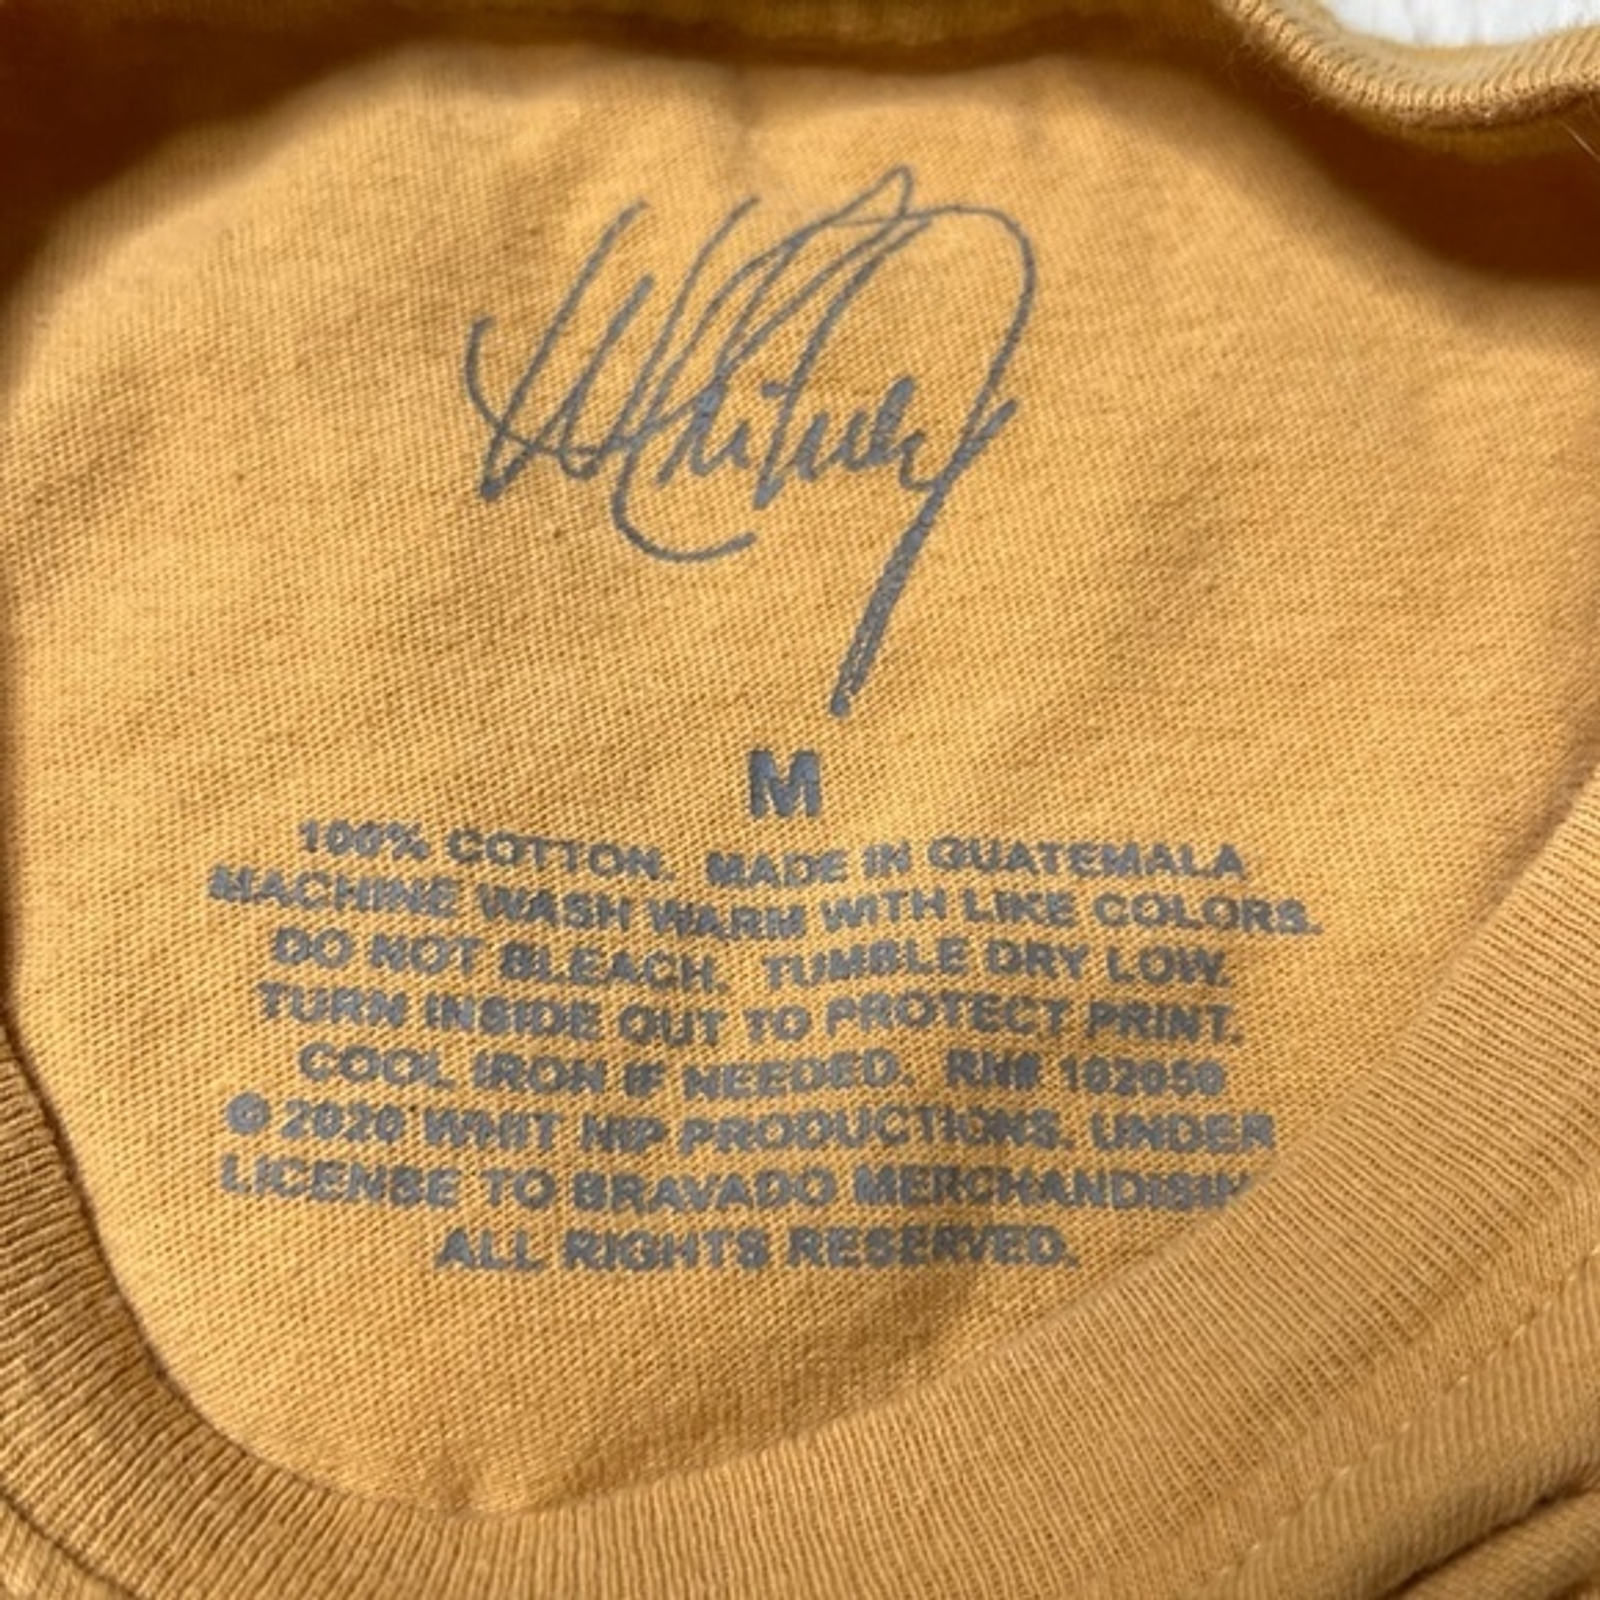 Whitney
M
100% COTTON. MADE IN GUATEMALA
MACHINE WASH WARM WITH LIKE COLORS.
DO NOT BLEACH. TUMBLE DRY LOW.
TURN INSIDE OUT TO PROTECT PRINT.
COOL IRON IF NEEDED. RN# 102050
© 2020 WHIT NIP PRODUCTIONS. UNDER
LICENSE TO BRAVADO MERCHANDISIN
ALL RIGHTS RESERVED.